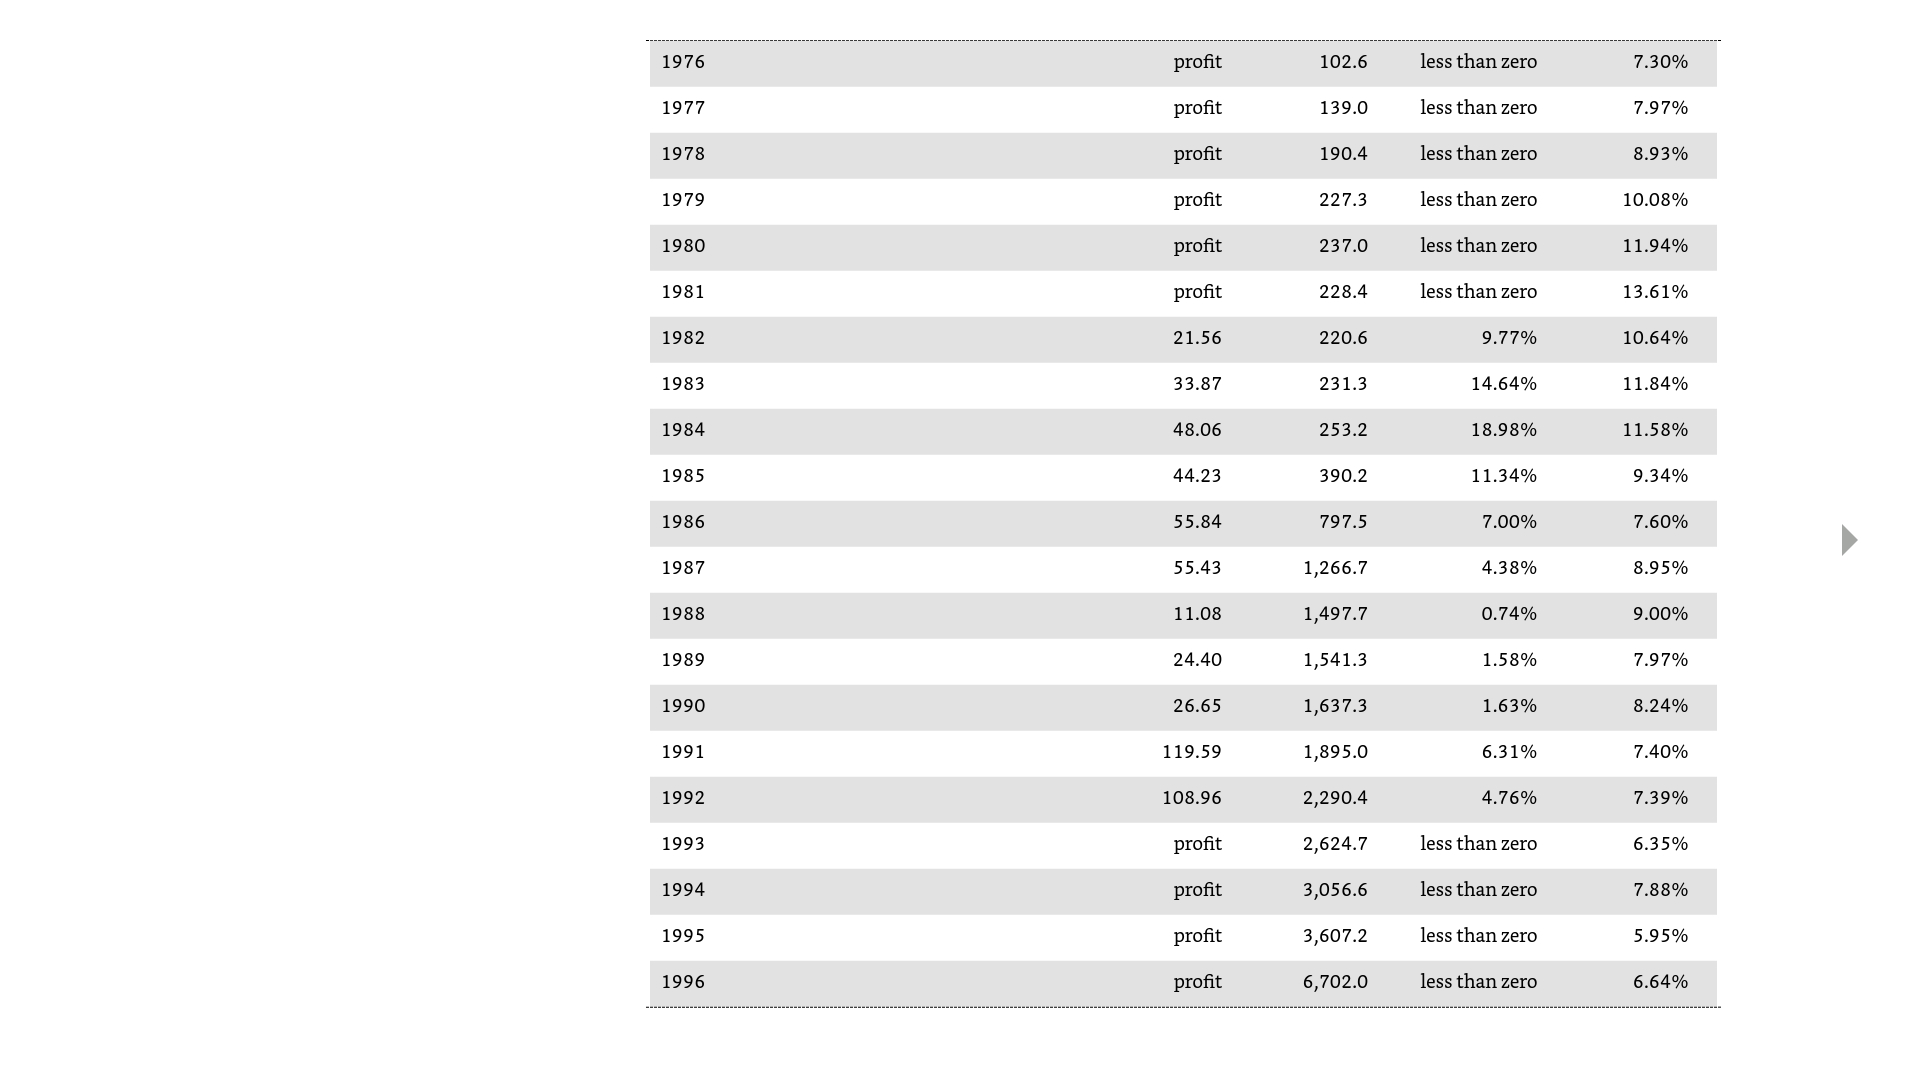 1976 profit 102.6 less than zero 7.30%
1977 profit 139.0 less than zero 7.97%
1978 profit 190.4 less than zero 8.93%
1979 profit 227.3 less than zero 10.08%
1980 profit 237.0 less than zero 11.94%
1981 profit 228.4 less than zero 13.61%
1982 21.56 220.6 9.77% 10.64%
1983 33.87 231.3 14.64% 11.84%
1984 48.06 253.2 18.98% 11.58%
1985 44.23 390.2 11.34% 9.34%
1986 55.84 797.5 7.00% 7.60%
1987 55.43 1,266.7 4.38% 8.95%
1988 11.08 1,497.7 0.74% 9.00%
1989 24.40 1,541.3 1.58% 7.97%
1990 26.65 1,637.3 1.63% 8.24%
1991 119.59 1,895.0 6.31% 7.40%
1992 108.96 2,290.4 4.76% 7.39%
1993 profit 2,624.7 less than zero 6.35%
1994 profit 3,056.6 less than zero 7.88%
1995 profit 3,607.2 less than zero 5.95%
1996 profit 6,702.0 less than zero 6.64%